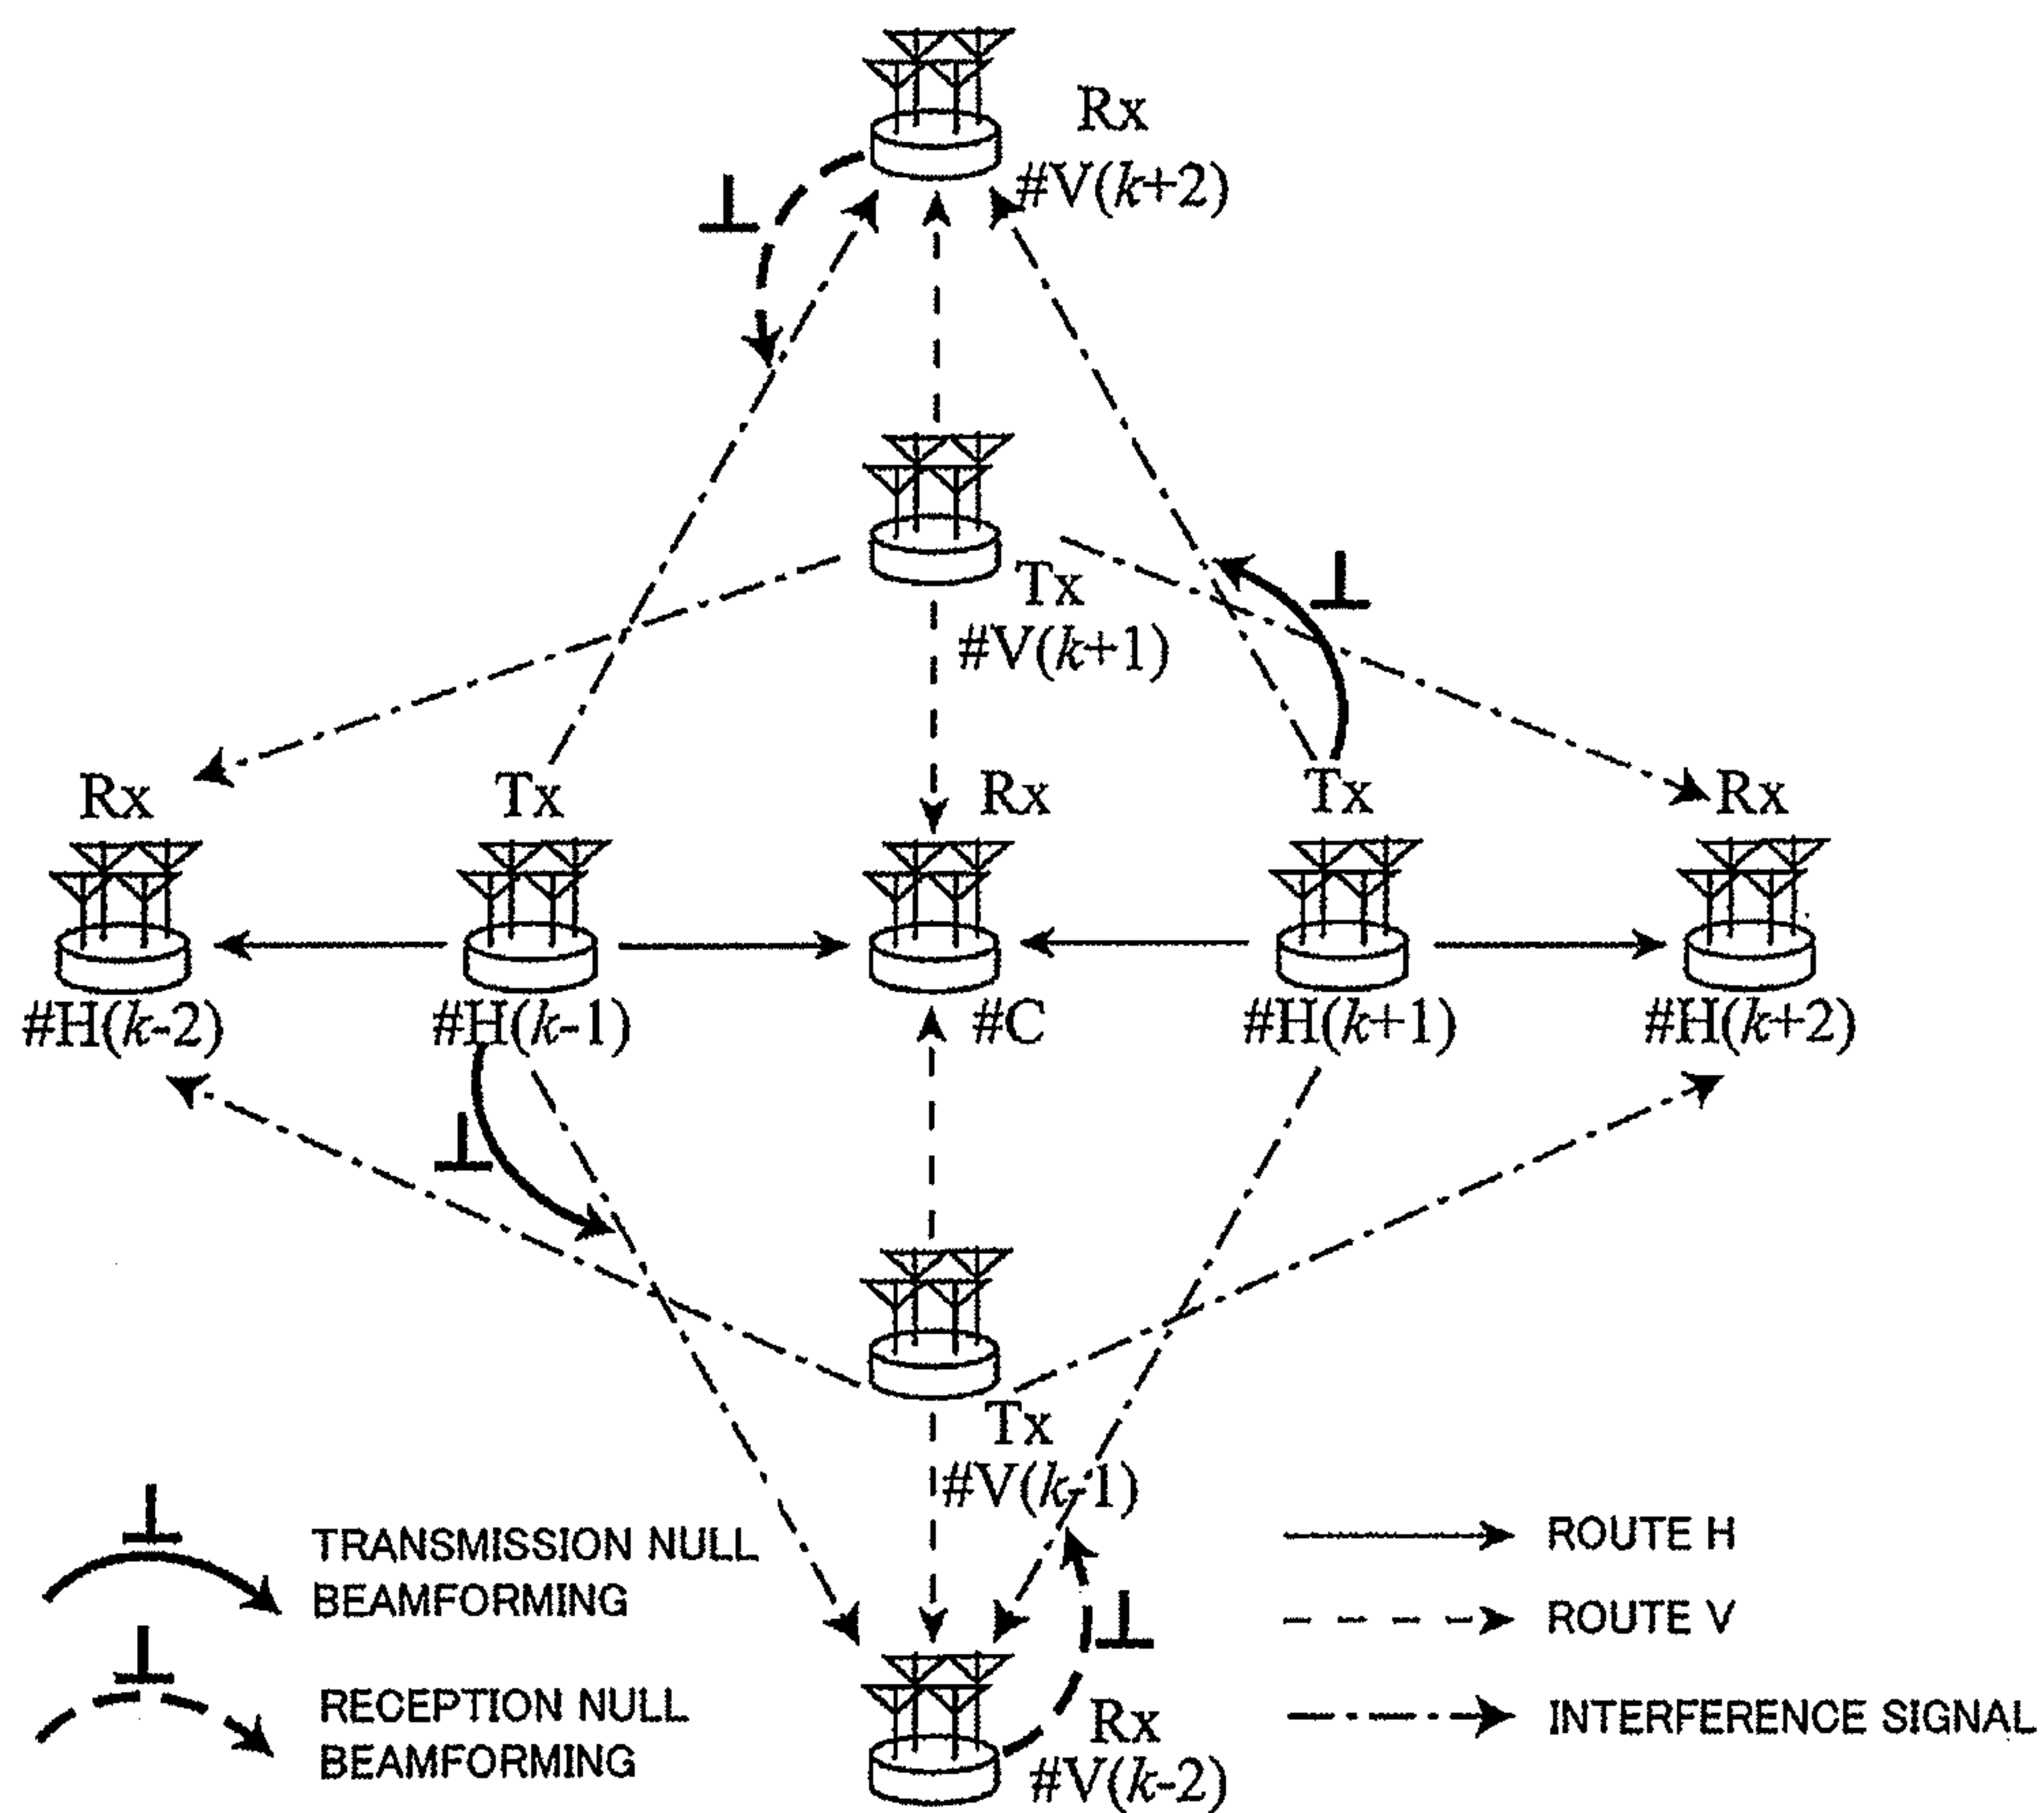 Rx
#V(k+2)
⊥
⊥
Tx
#V(k+1)
Rx
Tx
Rx
Tx
Rx
#H(k-2)
#H(k-1)
#C
#H(k+1)
#H(k+2)
⊥
Tx
#V(k-1)
⊥
TRANSMISSION NULL
BEAMFORMING
⊥
RECEPTION NULL
BEAMFORMING
⊥
Rx
#V(k-2)
ROUTE H
ROUTE V
INTERFERENCE SIGNAL